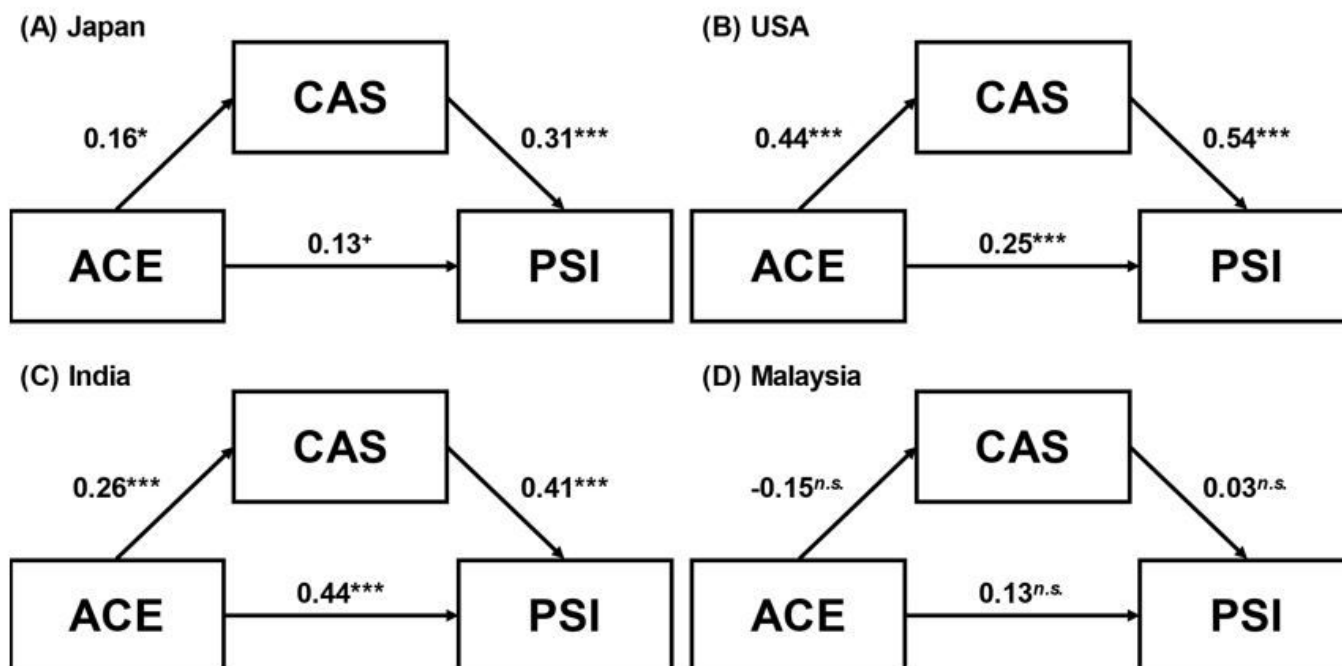 (A) Japan
CAS
0.16*
0.31***
ACE
0.13+
PSI
(B) USA
CAS
0.44***
0.54***
ACE
0.25***
PSI
(C) India
CAS
0.26***
0.41***
ACE
0.44***
PSI
(D) Malaysia
CAS
-0.15n.s.
0.03n.s.
ACE
0.13n.s.
PSI